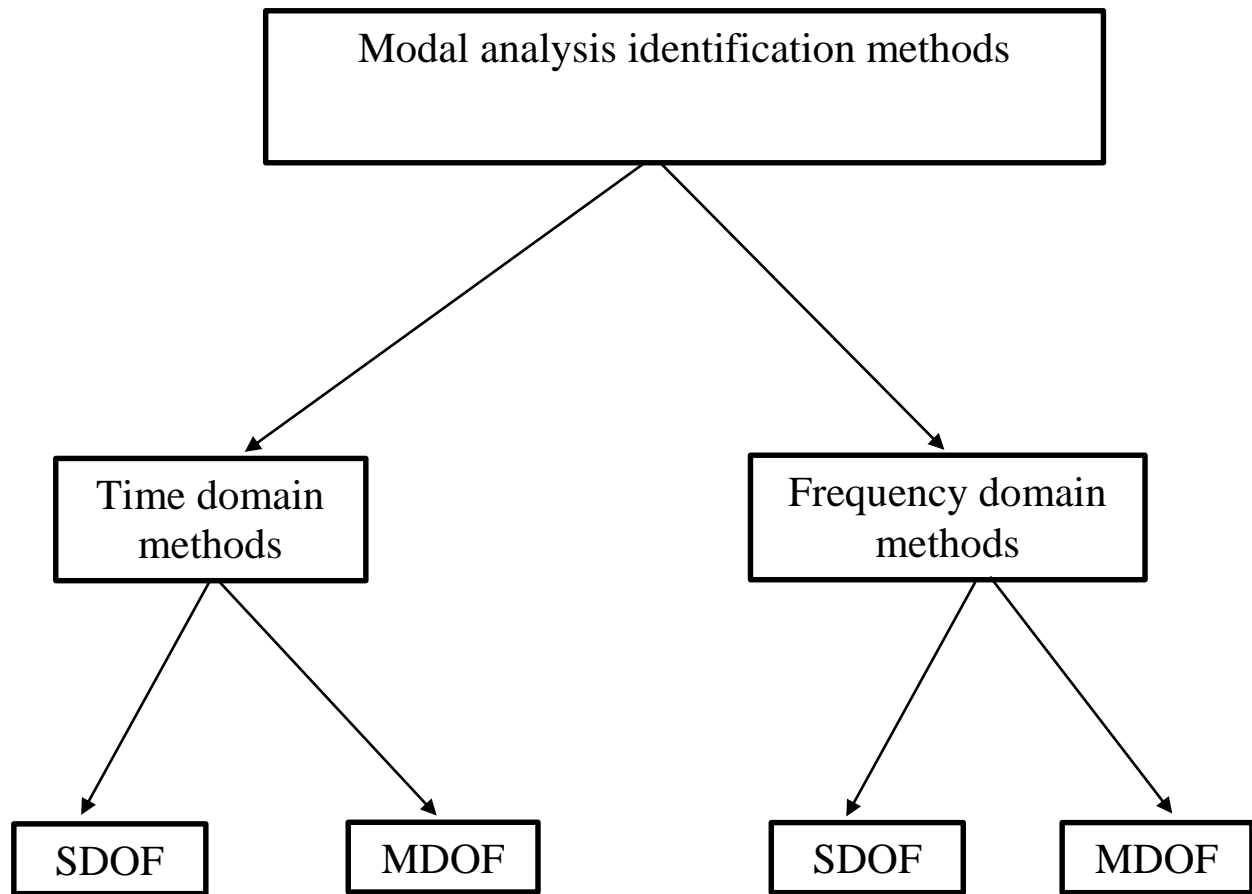 Modal analysis identification methods
Time domain
methods
Frequency domain
methods
SDOF
MDOF
SDOF
MDOF